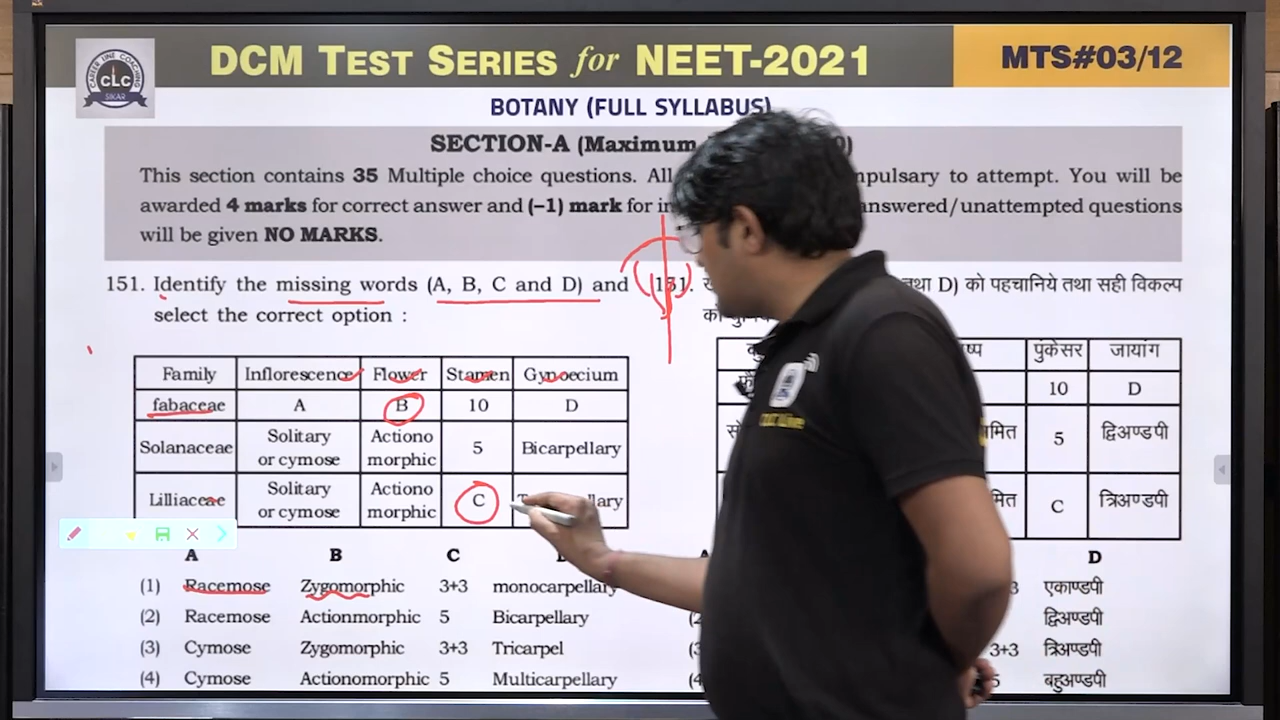 CAREER LINE COACHING
CLC
SIKAR
DCM TEST SERIES for NEET-2021
MTS#03/12
BOTANY (FULL SYLLABUS)
SECTION-A (Maximum
This section contains 35 Multiple choice questions. All mpulsary to attempt. You will be
awarded 4 marks for correct answer and (–1) mark for in answered/unattempted questions
will be given NO MARKS.
151. Identify the missing words (A, B, C and D) and
select the correct option :
Family Inflorescence Flower Stamen Gynoecium
fabaceae A B 10 D
Solanaceae Solitary or cymose Actiono morphic 5 Bicarpellary
Lilliaceae Solitary or cymose Actiono morphic C
A B C
(1) Racemose Zygomorphic 3+3 monocarpellary
(2) Racemose Actionmorphic 5 Bicarpellary
(3) Cymose Zygomorphic 3+3 Tricarpel
(4) Cymose Actionomorphic 5 Multicarpellary
151. तथा D) को पहचानिये तथा सही विकल्प
पुंकेसर जायांग
10 D
5 द्विअण्डपी
C त्रिअण्डपी
D
एकाण्डपी
द्विअण्डपी
3+3 त्रिअण्डपी
5 बहुअण्डपी